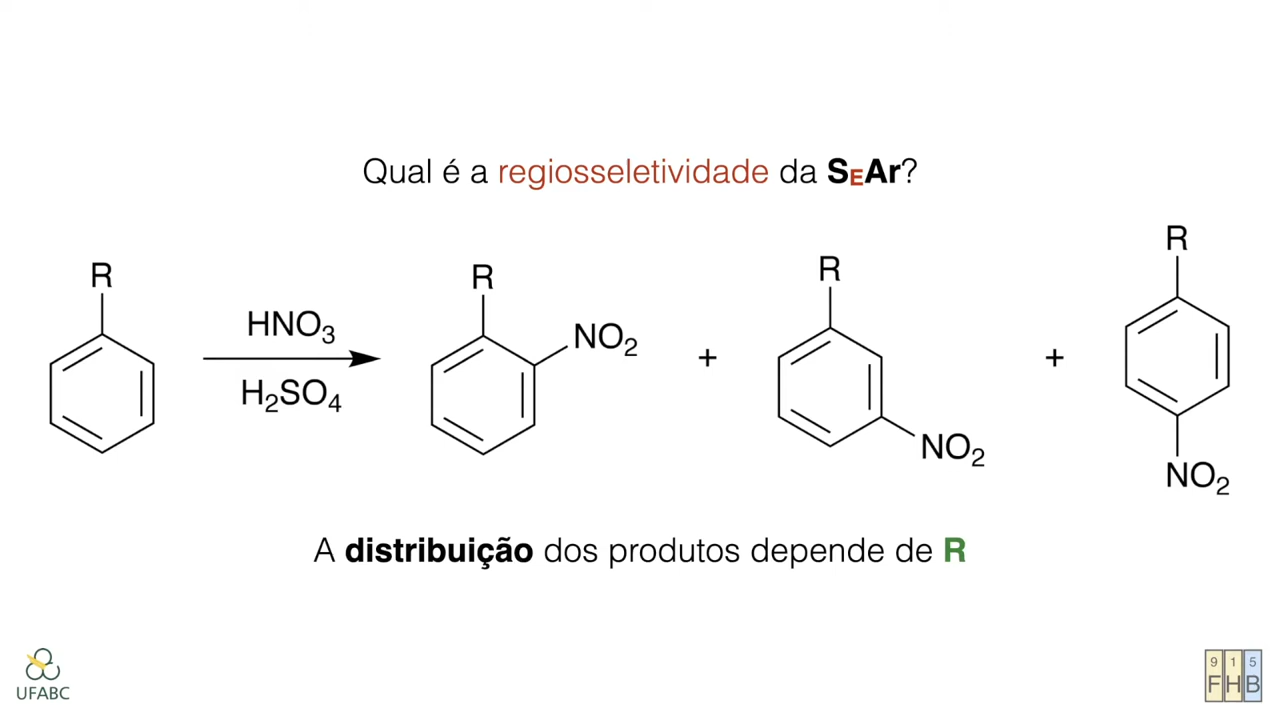 Qual é a regiosseletividade da SEAr?
R
HNO3
H2SO4
R
NO2
+
R
NO2
+
R
NO2
A distribuição dos produtos depende de R
UFABC
9 1 5
F H B